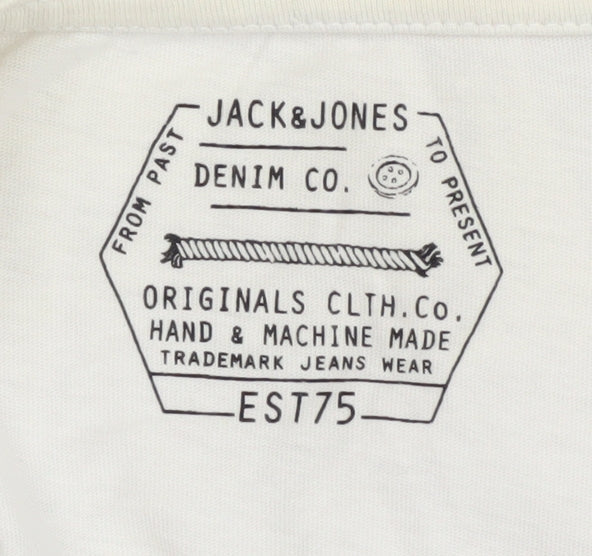 JACK&JONES
FROM PAST
TO PRESENT
DENIM CO.
ORIGINALS CLTH.Co.
HAND & MACHINE MADE
TRADEMARK JEANS WEAR
EST75